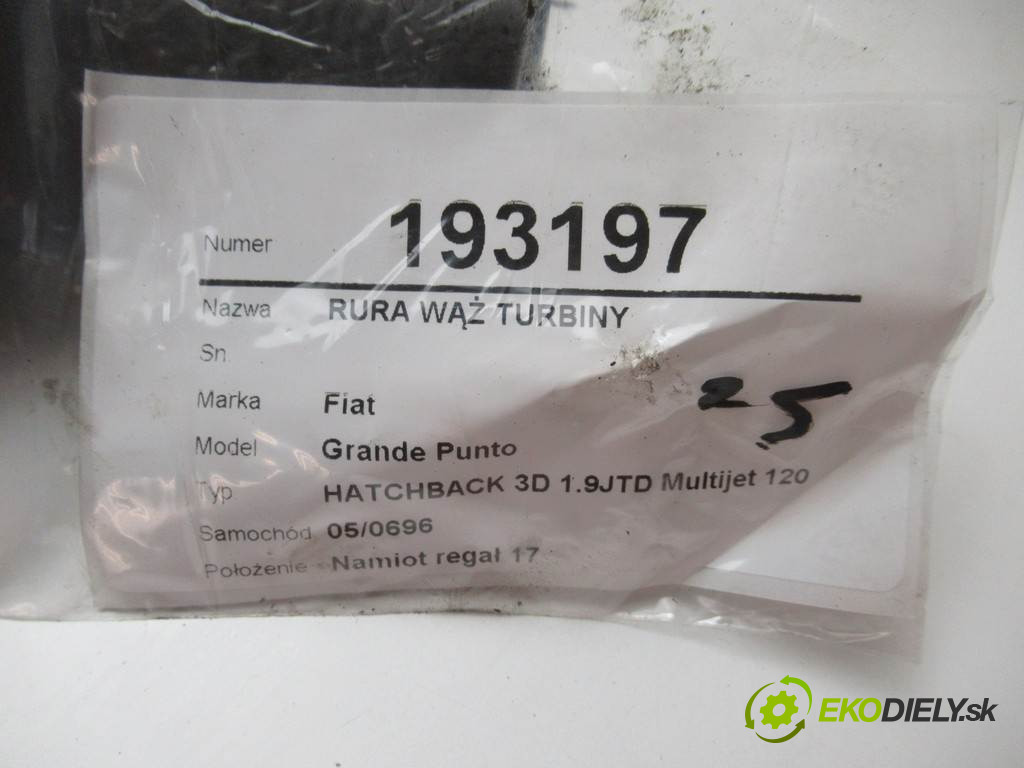 Numer 193197
Nazwa RURA WĄŻ TURBINY
Sn
Marka Fiat
25
Model Grande Punto
Typ HATCHBACK 3D 1.9JTD Multijet 120
Samochód 05/0696
Położenie Namiot regał 17
EKODIELY.sk